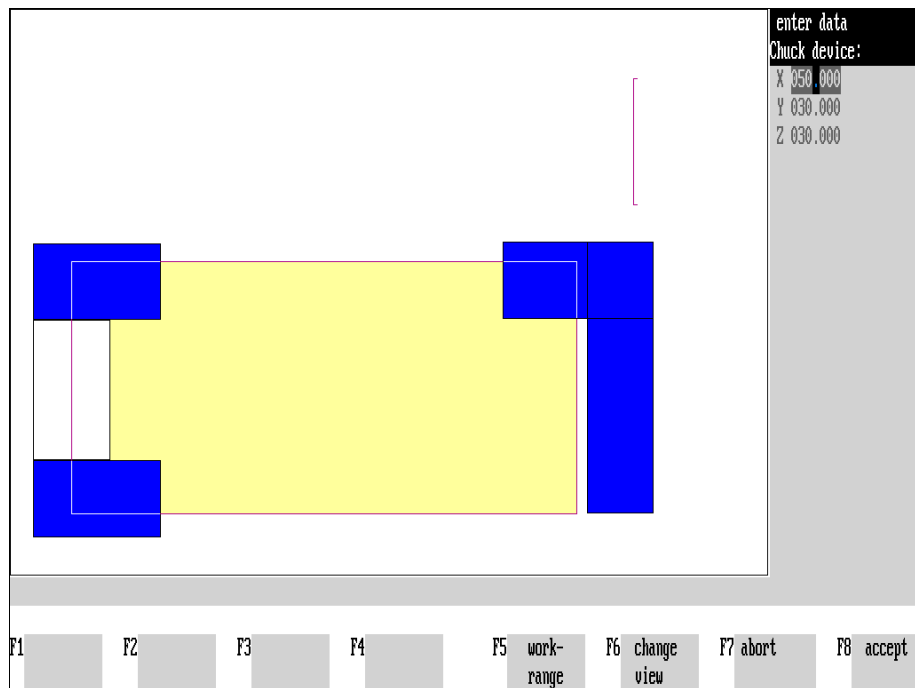 enter data
Chuck device:
X 050.000
Y 030.000
Z 030.000
F1 F2 F3 F4 F5 work- F6 change F7 abort F8 accept
range view